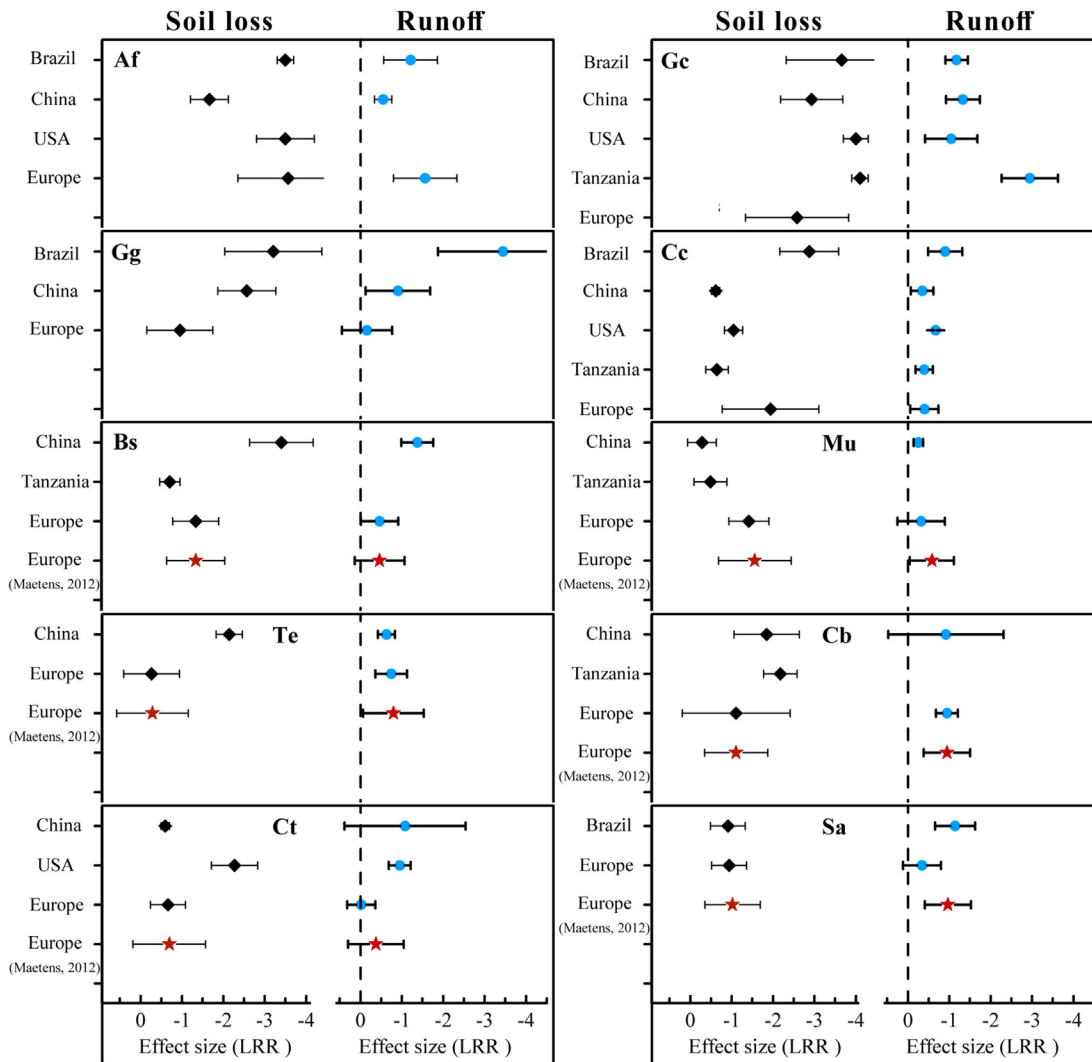 Soil loss Runoff
Af
Brazil
China
USA
Europe
Gg
Brazil
China
Europe
Bs
China
Tanzania
Europe
Europe
(Maetens, 2012)
Te
China
Europe
Europe
(Maetens, 2012)
Ct
China
USA
Europe
Europe
(Maetens, 2012)
0 -1 -2 -3 -4 0 -1 -2 -3 -4
Effect size (LRR ) Effect size (LRR )
Soil loss Runoff
Gc
Brazil
China
USA
Tanzania
Europe
Cc
Brazil
China
USA
Tanzania
Europe
Mu
China
Tanzania
Europe
Europe
(Maetens, 2012)
Cb
China
Tanzania
Europe
Europe
(Maetens, 2012)
Sa
Brazil
Europe
Europe
(Maetens, 2012)
0 -1 -2 -3 -4 0 -1 -2 -3 -4
Effect size (LRR ) Effect size (LRR )